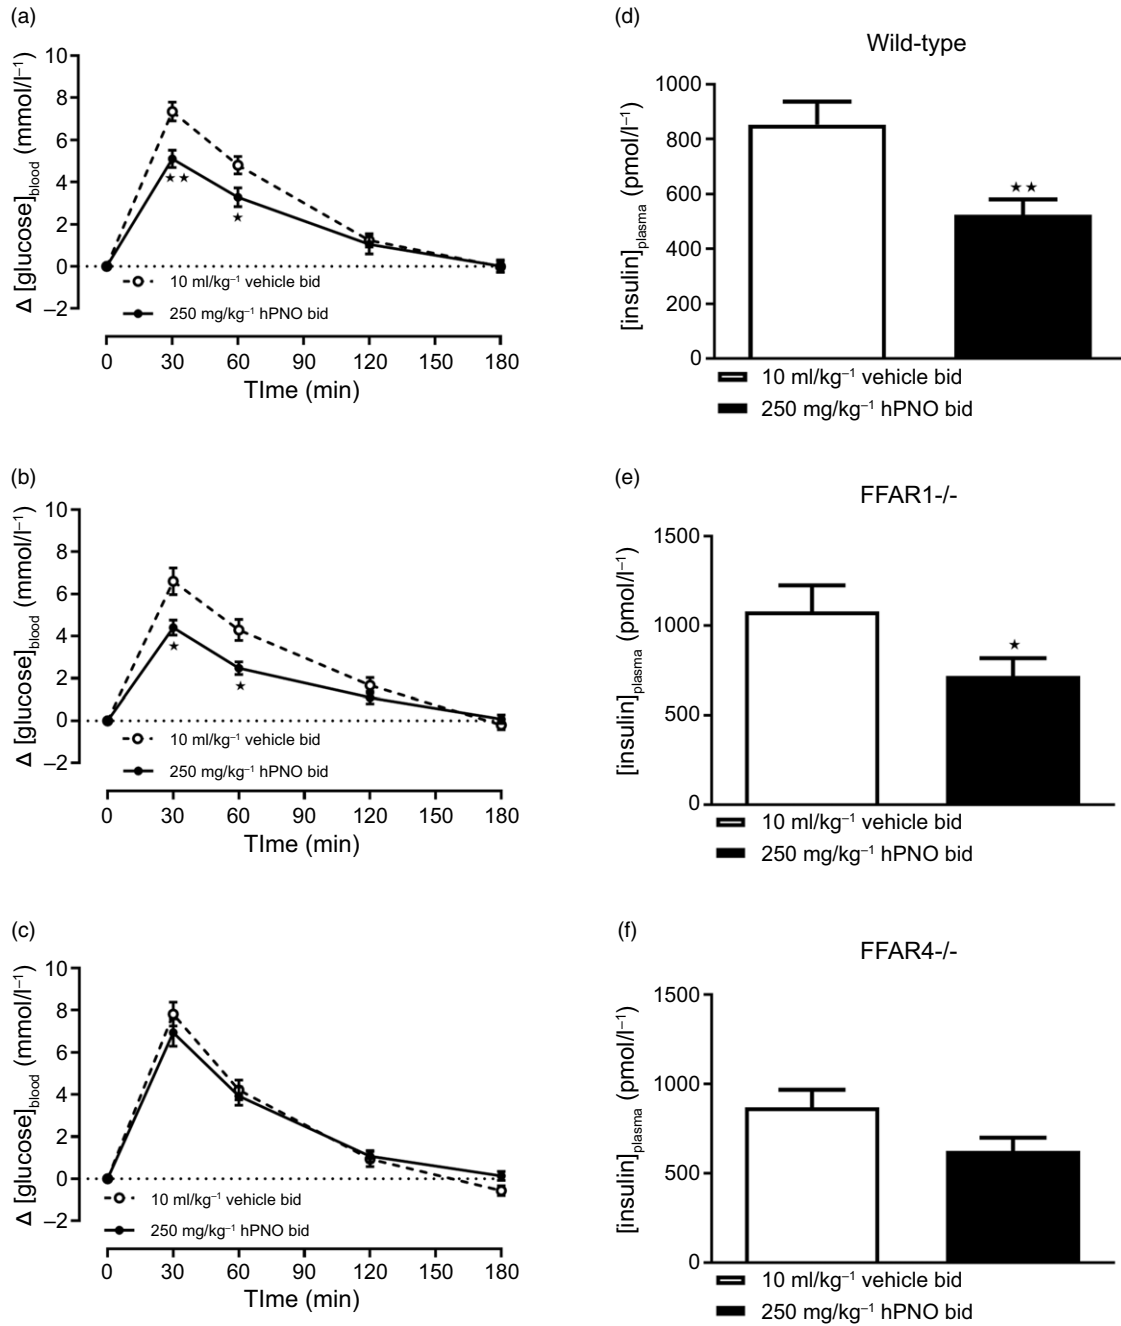 (a)
Δ [glucose]blood (mmol/l⁻¹)
10
8
6
4
2
0
–2
★★
★
10 ml/kg⁻¹ vehicle bid
250 mg/kg⁻¹ hPNO bid
0 30 60 90 120 150 180
TIme (min)
(d)
Wild-type
[insulin]plasma (pmol/l⁻¹)
1000
800
600
400
200
0
★★
10 ml/kg⁻¹ vehicle bid
250 mg/kg⁻¹ hPNO bid
(b)
Δ [glucose]blood (mmol/l⁻¹)
10
8
6
4
2
0
–2
★
★
10 ml/kg⁻¹ vehicle bid
250 mg/kg⁻¹ hPNO bid
0 30 60 90 120 150 180
TIme (min)
(e)
FFAR1-/-
[insulin]plasma (pmol/l⁻¹)
1500
1000
500
0
★
10 ml/kg⁻¹ vehicle bid
250 mg/kg⁻¹ hPNO bid
(c)
Δ [glucose]blood (mmol/l⁻¹)
10
8
6
4
2
0
–2
10 ml/kg⁻¹ vehicle bid
250 mg/kg⁻¹ hPNO bid
0 30 60 90 120 150 180
TIme (min)
(f)
FFAR4-/-
[insulin]plasma (pmol/l⁻¹)
1500
1000
500
0
10 ml/kg⁻¹ vehicle bid
250 mg/kg⁻¹ hPNO bid